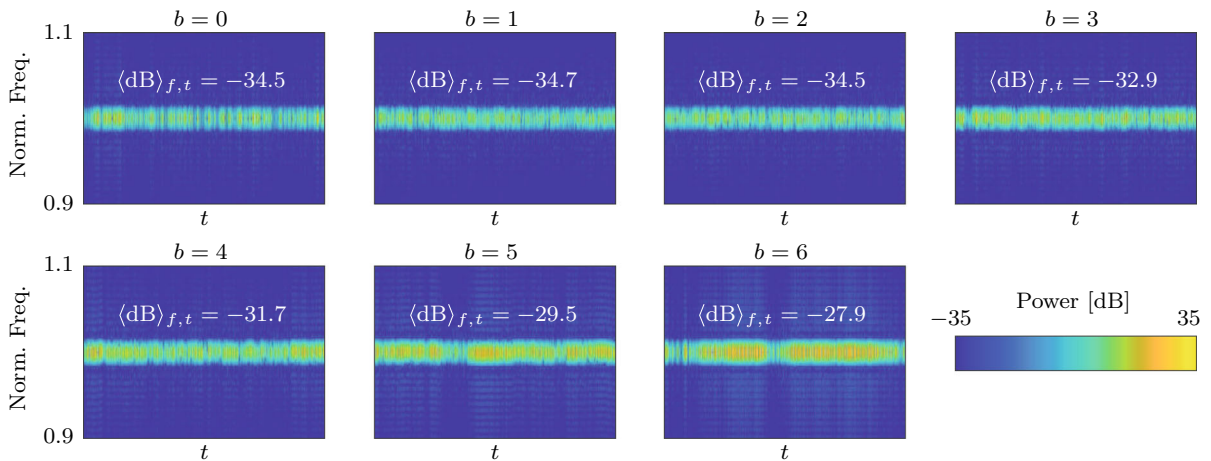 b = 0
b = 1
b = 2
b = 3
1.1
Norm. Freq.
0.9
⟨dB⟩f,t = −34.5
⟨dB⟩f,t = −34.7
⟨dB⟩f,t = −34.5
⟨dB⟩f,t = −32.9
t
t
t
t
b = 4
b = 5
b = 6
1.1
Norm. Freq.
0.9
⟨dB⟩f,t = −31.7
⟨dB⟩f,t = −29.5
⟨dB⟩f,t = −27.9
t
t
t
Power [dB]
−35
35